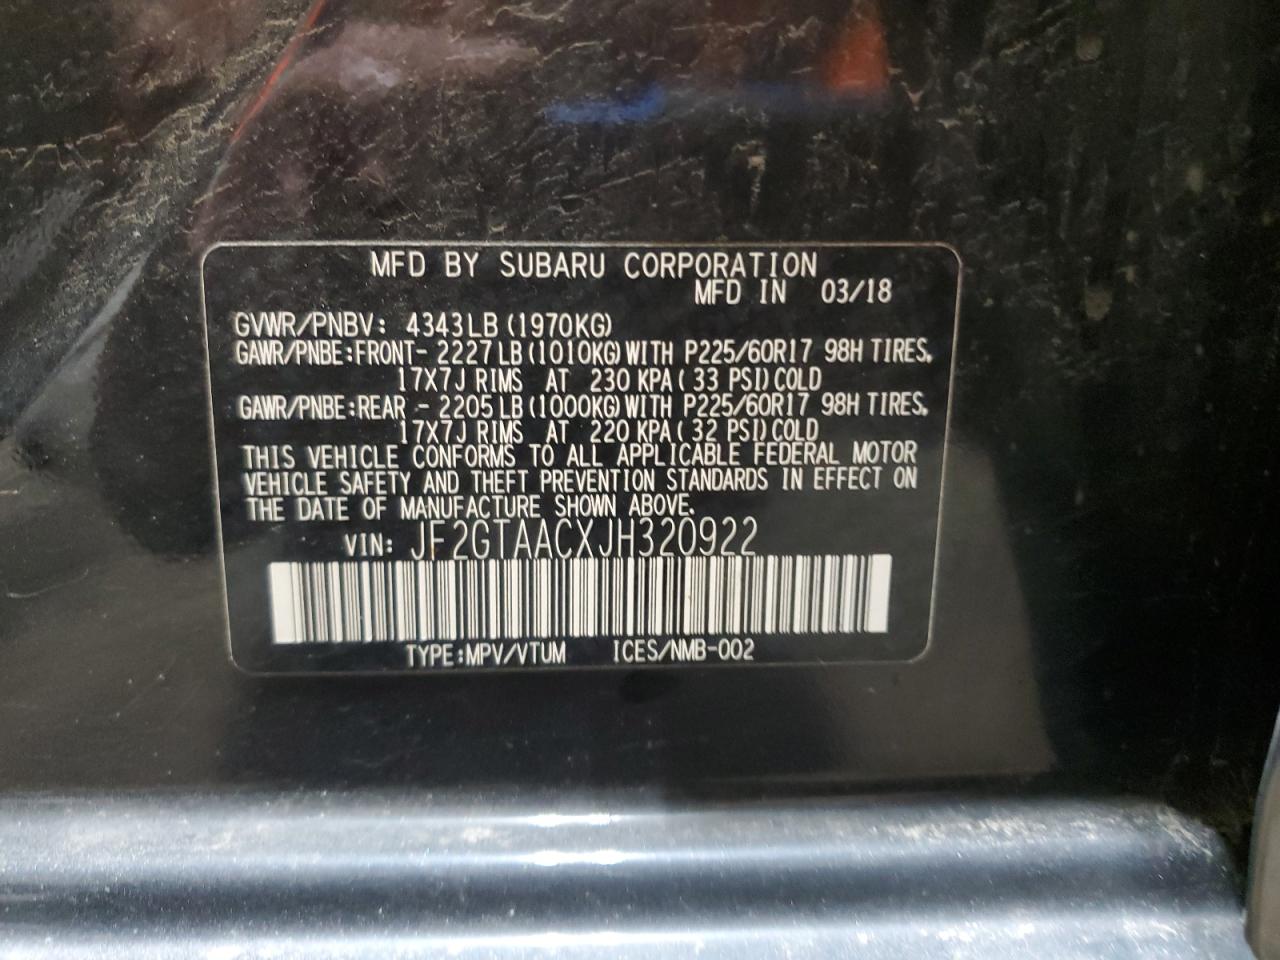 MFD BY SUBARU CORPORATION
MFD IN 03/18
GVWR/PNBV: 4343LB (1970KG)
GAWR/PNBE:FRONT- 2227LB (1010KG) WITH P225/60R17 98H TIRES.
17X7J RIMS AT 230 KPA ( 33 PSI) COLD
GAWR/PNBE:REAR - 2205LB (1000KG) WITH P225/60R17 98H TIRES.
17X7J RIMS AT 220 KPA ( 32 PSI) COLD
THIS VEHICLE CONFORMS TO ALL APPLICABLE FEDERAL MOTOR
VEHICLE SAFETY AND THEFT PREVENTION STANDARDS IN EFFECT ON
THE DATE OF MANUFACTURE SHOWN ABOVE.
VIN: JF2GTAACXJH320922
TYPE:MPV/VTUM ICES/NMB-002